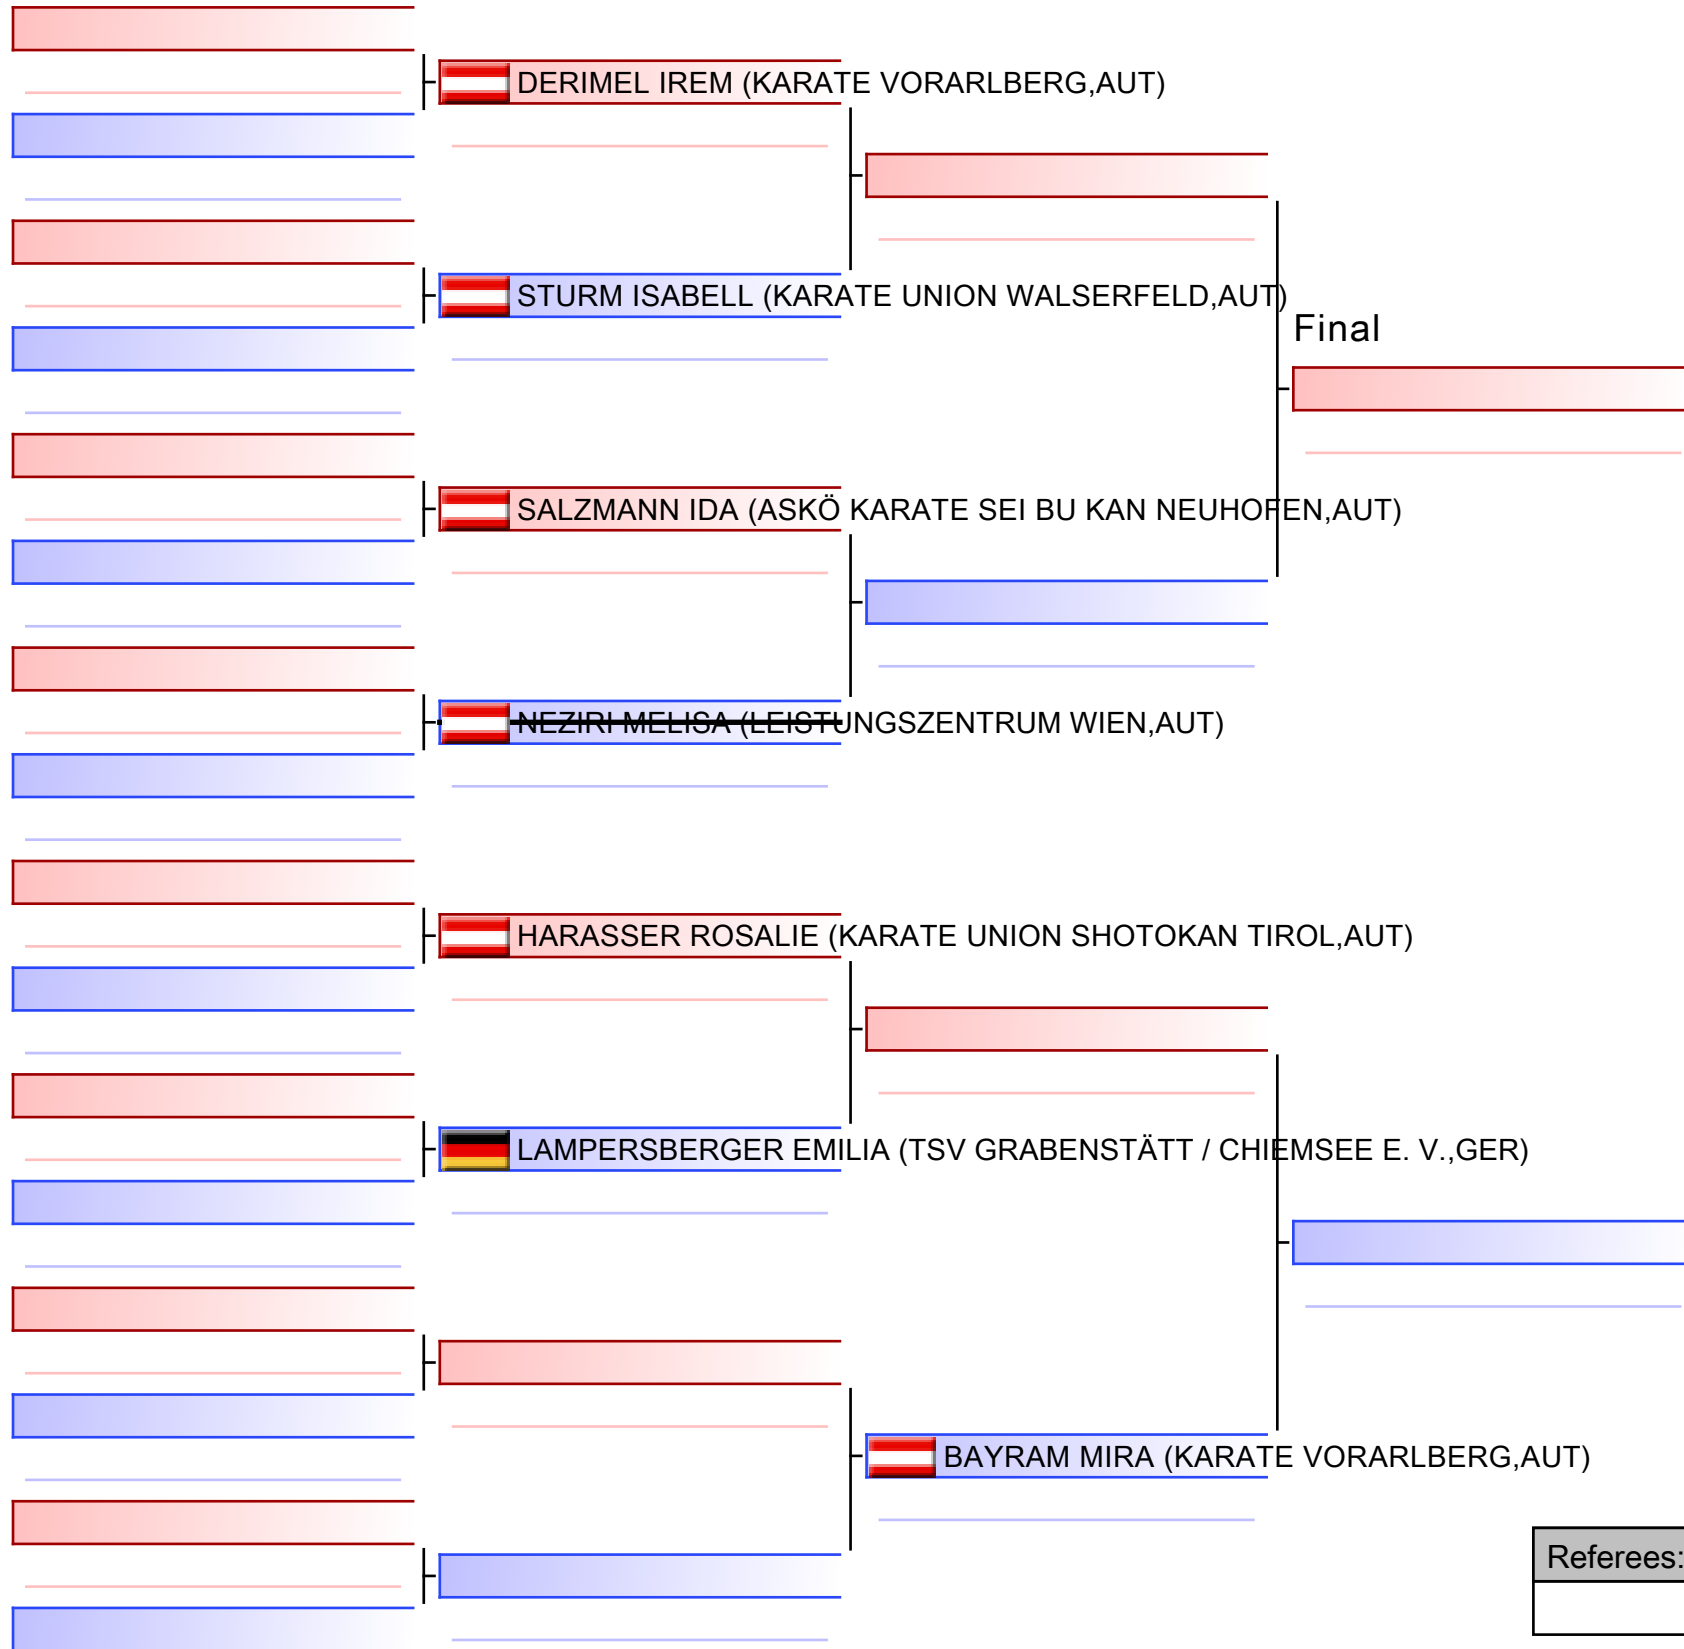 DERIMEL IREM (KARATE VORARLBERG,AUT)
STURM ISABELL (KARATE UNION WALSERFELD,AUT)
Final
SALZMANN IDA (ASKÖ KARATE SEI BU KAN NEUHOFEN,AUT)
NEZIRI MELISA (LEISTUNGSZENTRUM WIEN,AUT)
HARASSER ROSALIE (KARATE UNION SHOTOKAN TIROL,AUT)
LAMPERSBERGER EMILIA (TSV GRABENSTÄTT / CHIEMSEE E. V.,GER)
BAYRAM MIRA (KARATE VORARLBERG,AUT)
Referees: